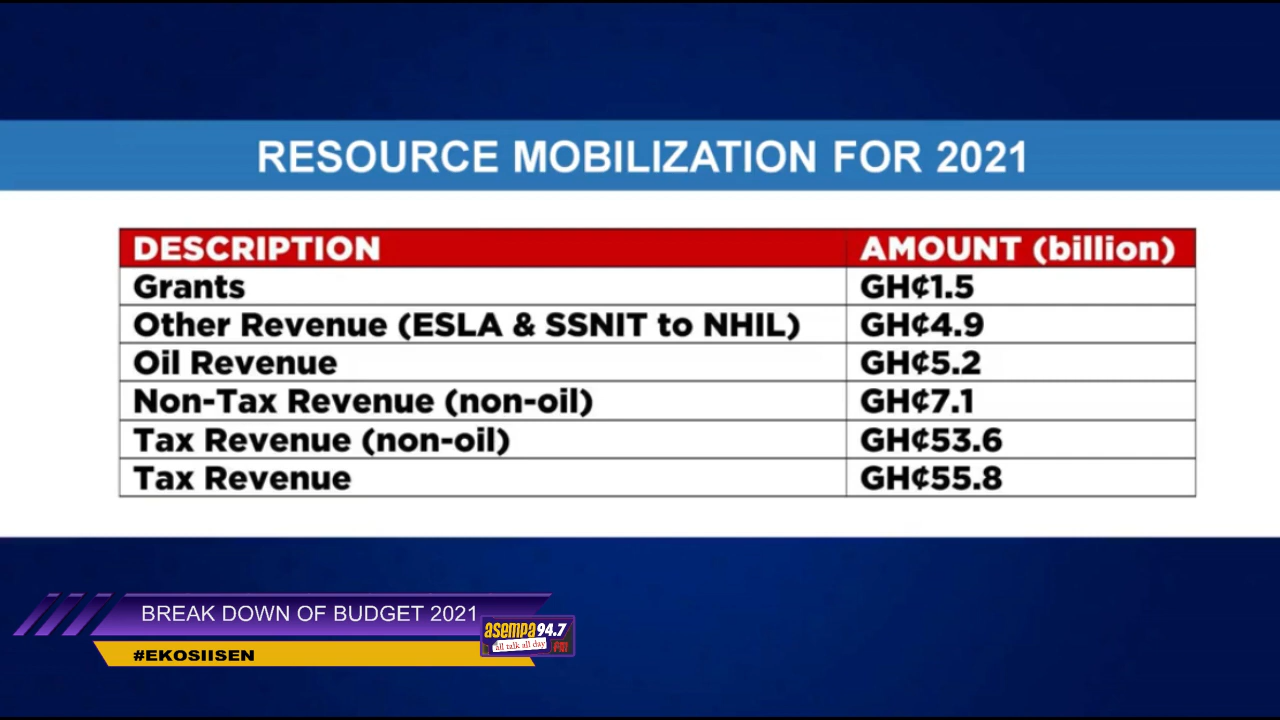 RESOURCE MOBILIZATION FOR 2021
DESCRIPTION AMOUNT (billion)
Grants GH¢1.5
Other Revenue (ESLA & SSNIT to NHIL) GH¢4.9
Oil Revenue GH¢5.2
Non-Tax Revenue (non-oil) GH¢7.1
Tax Revenue (non-oil) GH¢53.6
Tax Revenue GH¢55.8
BREAK DOWN OF BUDGET 2021
asempa 94.7
all talk all day FM
#EKOSIISEN